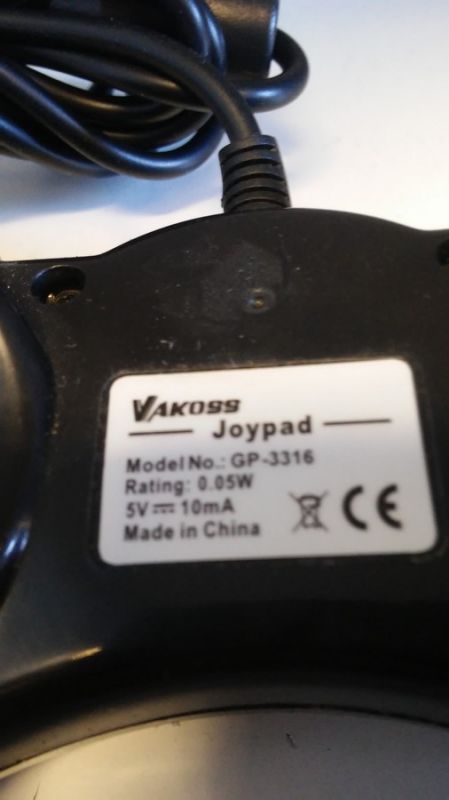 VAKOSS
Joypad
Model No.: GP-3316
Rating: 0.05W
5V⎓10mA
Made in China
CE